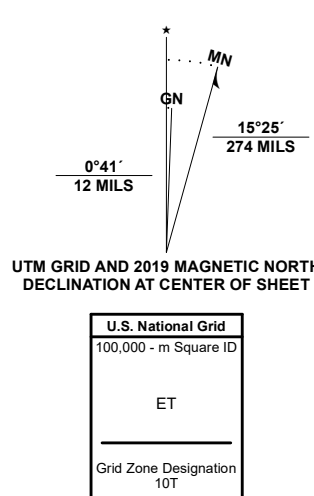 ★
MN
GN
15°25´
274 MILS
0°41´
12 MILS
UTM GRID AND 2019 MAGNETIC NORTH
DECLINATION AT CENTER OF SHEET
U.S. National Grid
100,000 - m Square ID
ET
Grid Zone Designation
10T